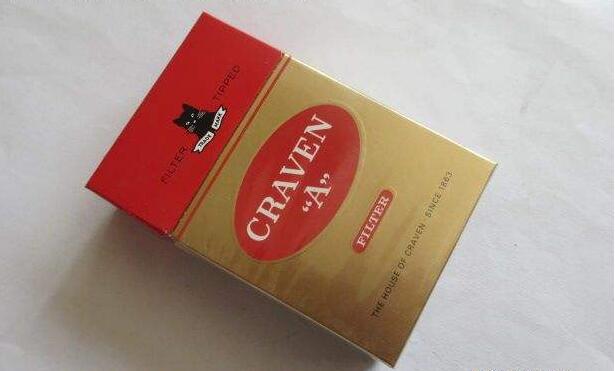 FILTER TIPPED
TRADE MARK
CRAVEN
"A"
FILTER
THE HOUSE OF CRAVEN · SINCE 1863